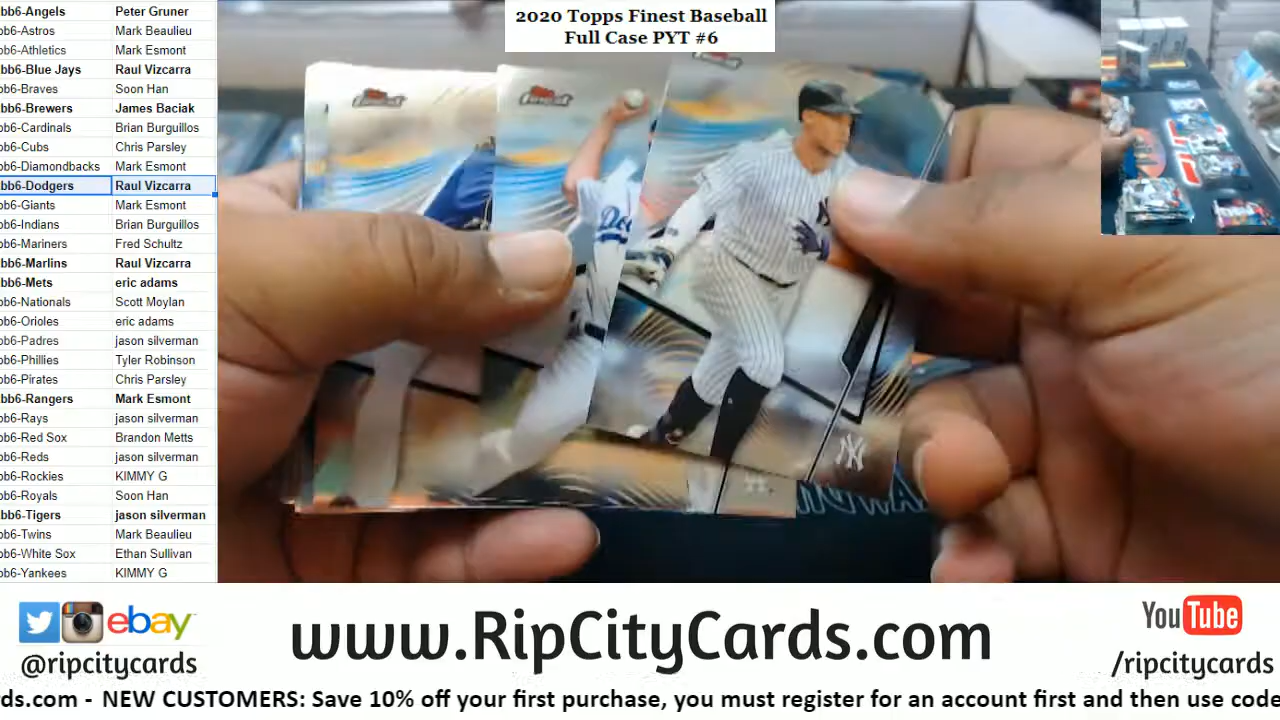 bb6-Angels Peter Gruner
bb6-Astros Mark Beaulieu
bb6-Athletics Mark Esmont
bb6-Blue Jays Raul Vizcarra
bb6-Braves Soon Han
bb6-Brewers James Baciak
bb6-Cardinals Brian Burguillos
bb6-Cubs Chris Parsley
b6-Diamondbacks Mark Esmont
bb6-Dodgers Raul Vizcarra
bb6-Giants Mark Esmont
bb6-Indians Brian Burguillos
bb6-Mariners Fred Schultz
bb6-Marlins Raul Vizcarra
bb6-Mets eric adams
bb6-Nationals Scott Moylan
bb6-Orioles eric adams
bb6-Padres jason silverman
bb6-Phillies Tyler Robinson
bb6-Pirates Chris Parsley
bb6-Rangers Mark Esmont
bb6-Rays jason silverman
bb6-Red Sox Brandon Metts
bb6-Reds jason silverman
bb6-Rockies KIMMY G
bb6-Royals Soon Han
bb6-Tigers jason silverman
bb6-Twins Mark Beaulieu
bb6-White Sox Ethan Sullivan
bb6-Yankees KIMMY G
2020 Topps Finest Baseball
Full Case PYT #6
Finest
Finest
NY
ebay
@ripcitycards
www.RipCityCards.com
YouTube
/ripcitycards
rds.com - NEW CUSTOMERS: Save 10% off your first purchase, you must register for an account first and then use code